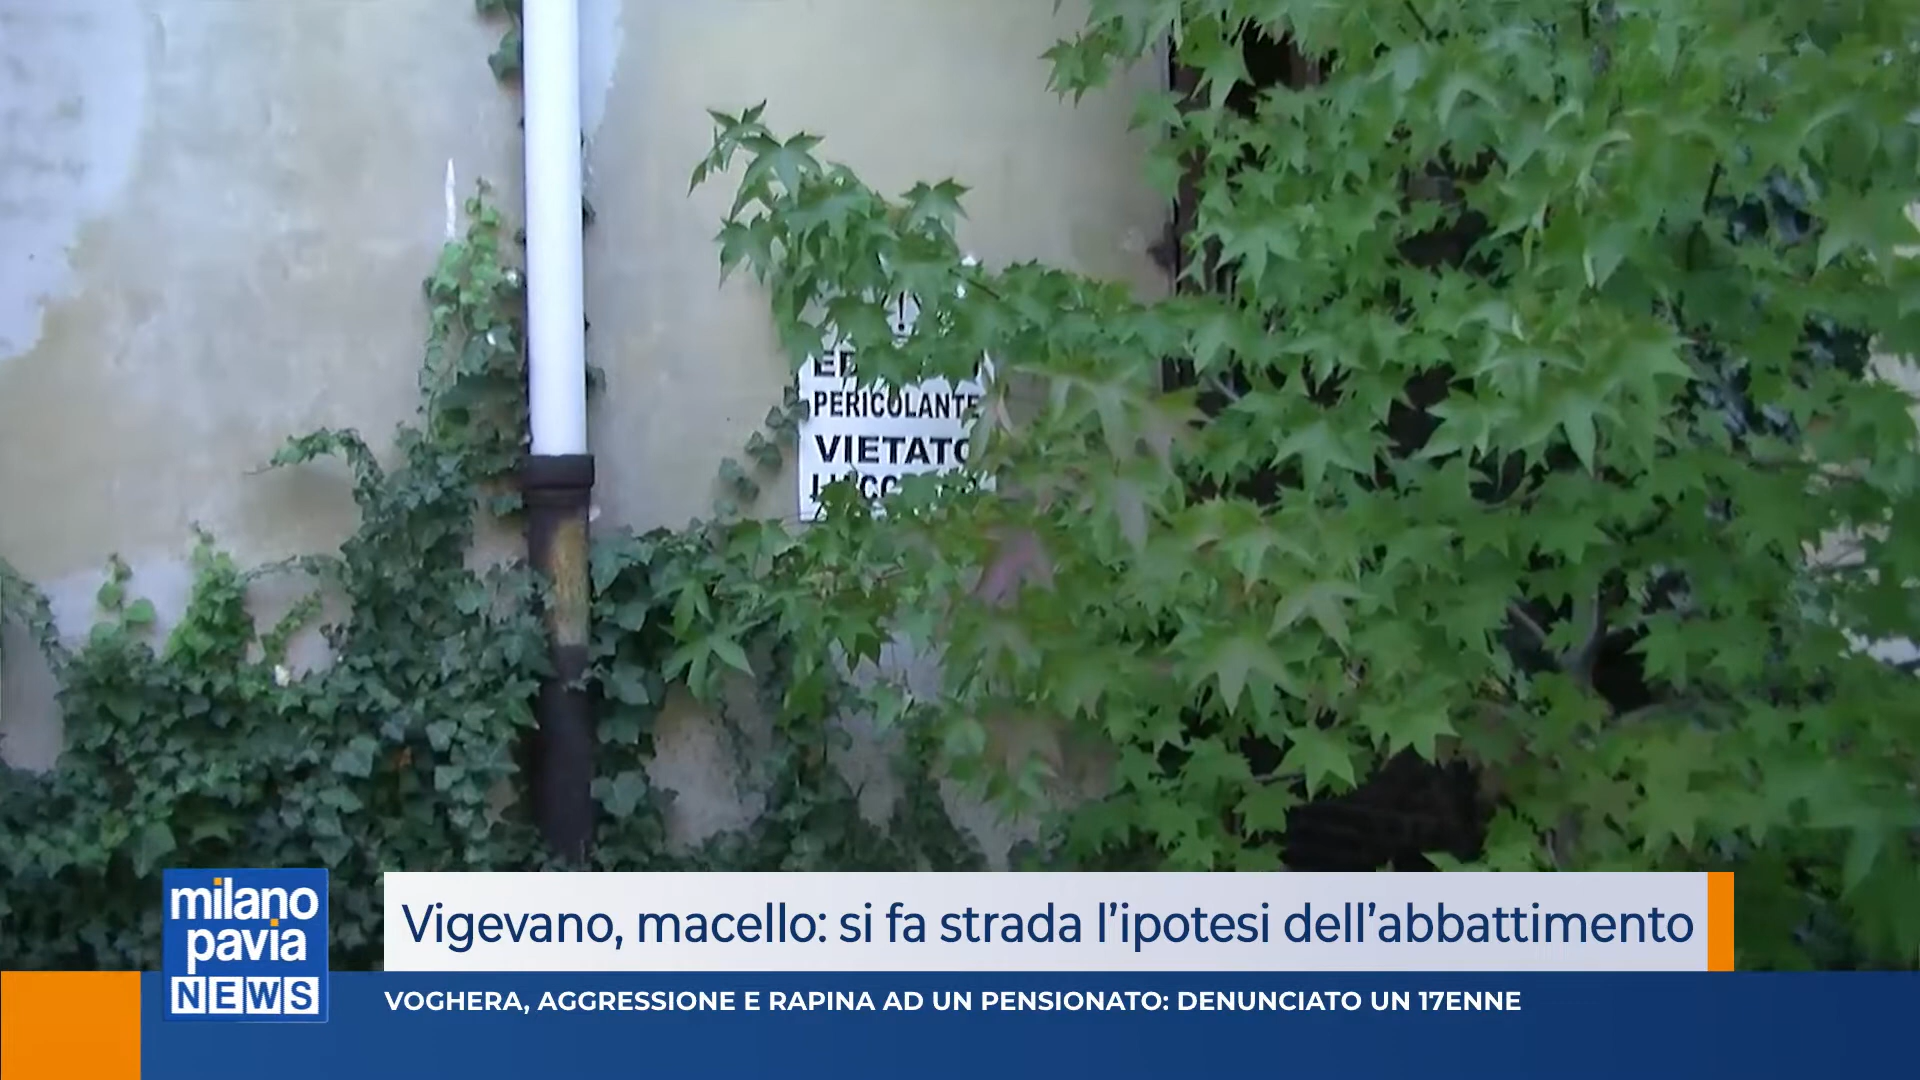 !
PERICOLANTE
VIETATO
milano
pavia
NEWS
Vigevano, macello: si fa strada l’ipotesi dell’abbattimento
VOGHERA, AGGRESSIONE E RAPINA AD UN PENSIONATO: DENUNCIATO UN 17ENNE